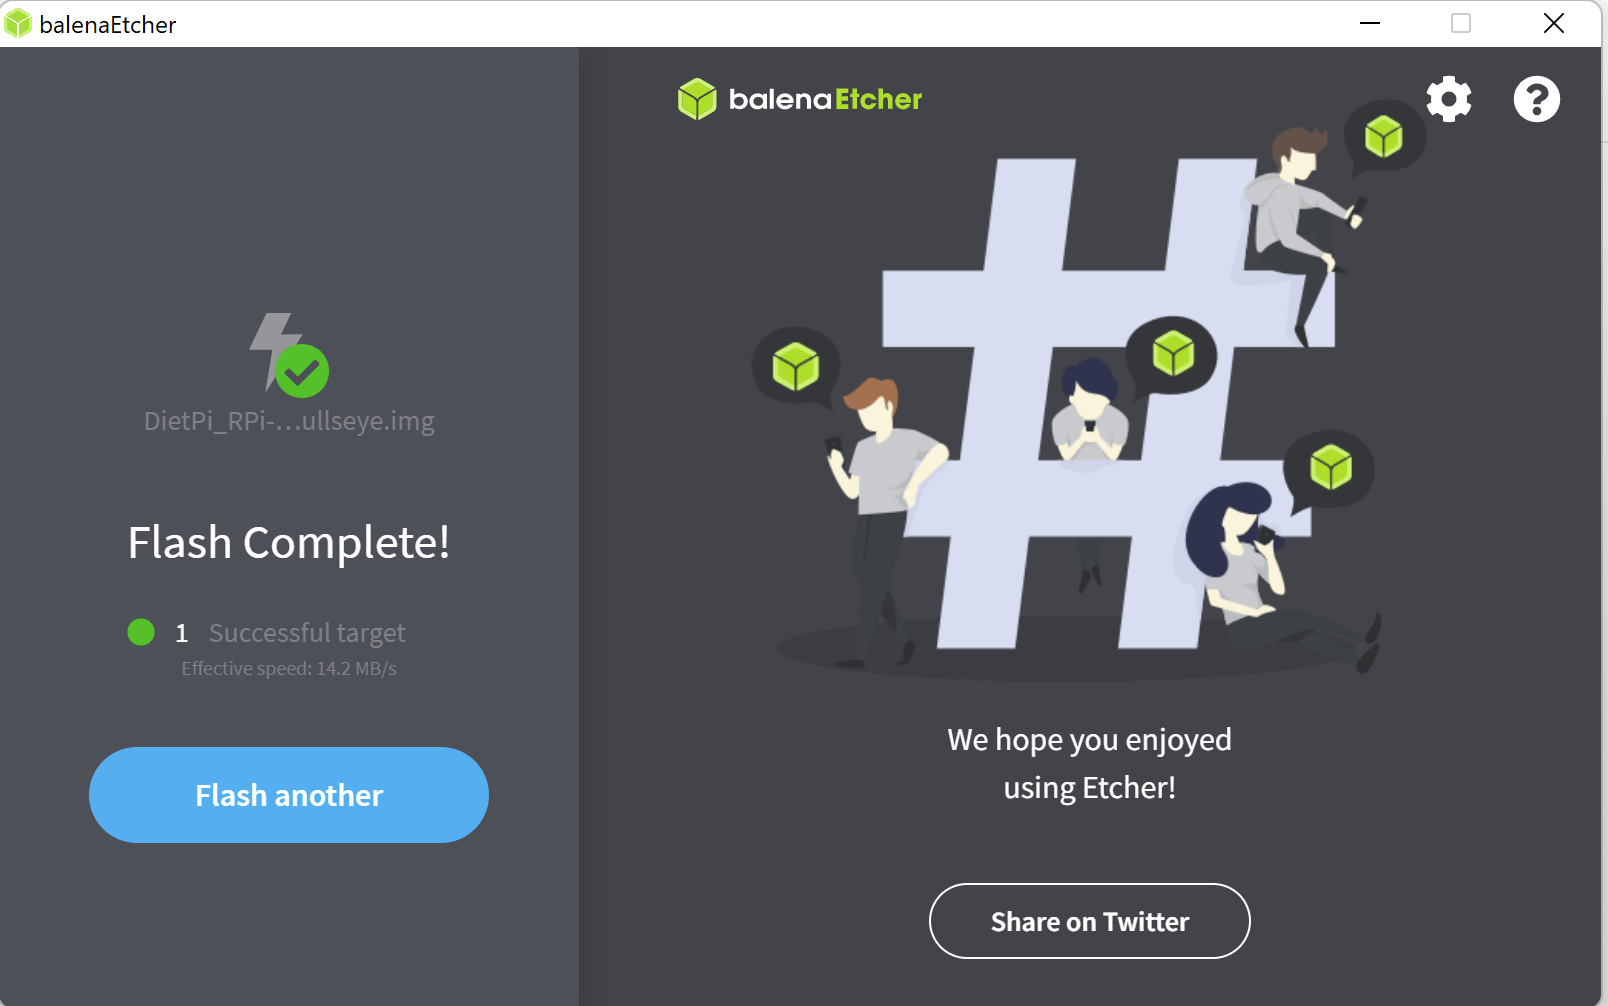 balenaEtcher
balenaEtcher
DietPi_RPi-...ullseye.img
Flash Complete!
1 Successful target
Effective speed: 14.2 MB/s
Flash another
We hope you enjoyed
using Etcher!
Share on Twitter